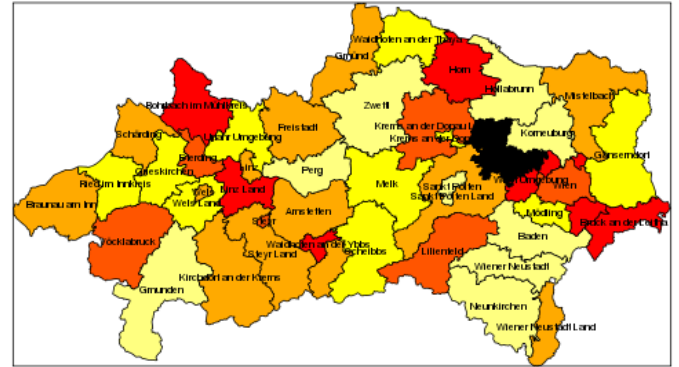 Waidhofen an der Thaya
Gmünd
Horn
Hollabrunn
Mistelbach
Rohrbach im Mühlkreis
Zwettl
Schärding
Urfahr Umgebung
Freistadt
Krems an der Donau L
Krems an der Don
Korneuburg
Gänserndorf
Eferding
Grieskirchen
Linz
Perg
Ried im Innkreis
Linz Land
Melk
Sankt Pölten
Sankt Pölten Land
Wien Umgebung
Wien
Braunau am Inn
Wels
Wels Land
Amstetten
Mödling
Bruck an der Leitha
Steyr
Baden
Vöcklabruck
Waidhofen an der Ybbs
Steyr Land
Scheibbs
Lilienfeld
Wiener Neustadt
Kirchdorf an der Krems
Gmunden
Neunkirchen
Wiener Neustadt Land